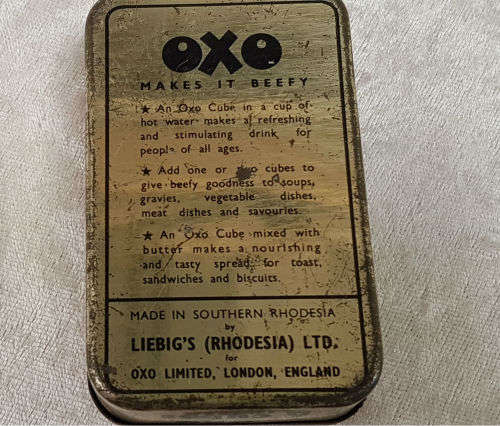 OXO
MAKES IT BEEFY
★ An Oxo Cube in a cup of
hot water makes a refreshing
and stimulating drink for
people of all ages.
★ Add one or two cubes to
give beefy goodness to soups,
gravies, vegetable dishes,
meat dishes and savouries.
★ An Oxo Cube mixed with
butter makes a nourishing
and tasty spread for toast,
sandwiches and biscuits.
MADE IN SOUTHERN RHODESIA
by
LIEBIG'S (RHODESIA) LTD.
for
OXO LIMITED, LONDON, ENGLAND